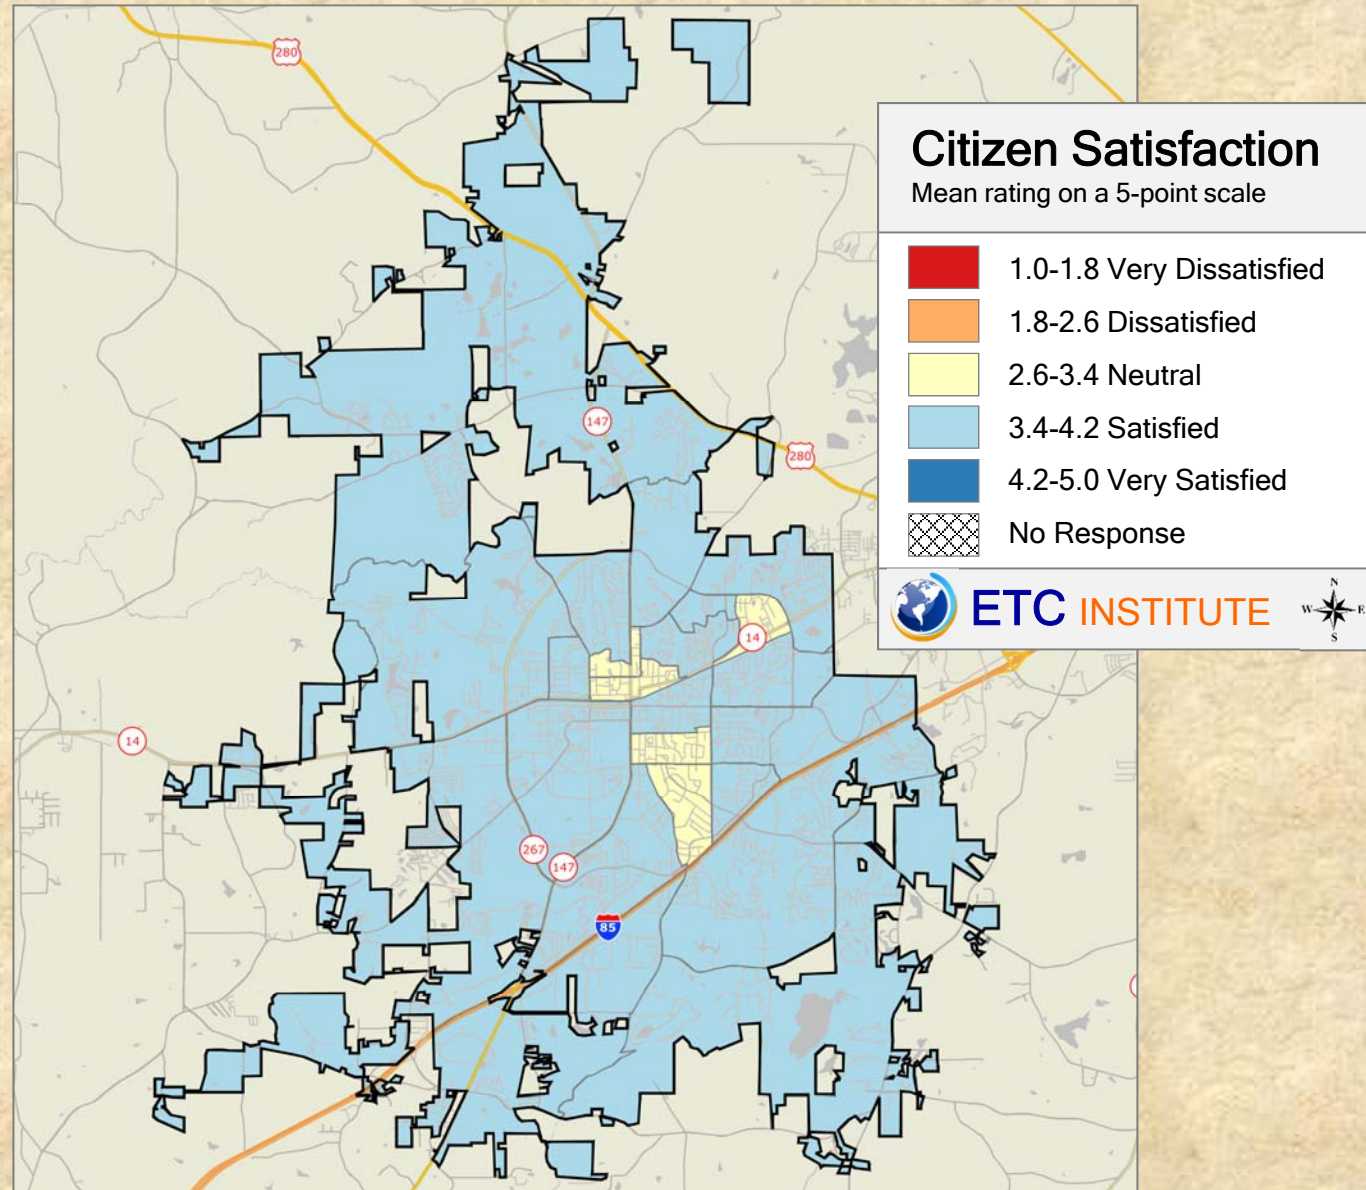 280
Citizen Satisfaction
Mean rating on a 5-point scale
1.0-1.8 Very Dissatisfied
1.8-2.6 Dissatisfied
2.6-3.4 Neutral
3.4-4.2 Satisfied
4.2-5.0 Very Satisfied
No Response
ETC INSTITUTE
N
W E
S
147
280
14
14
267
147
85